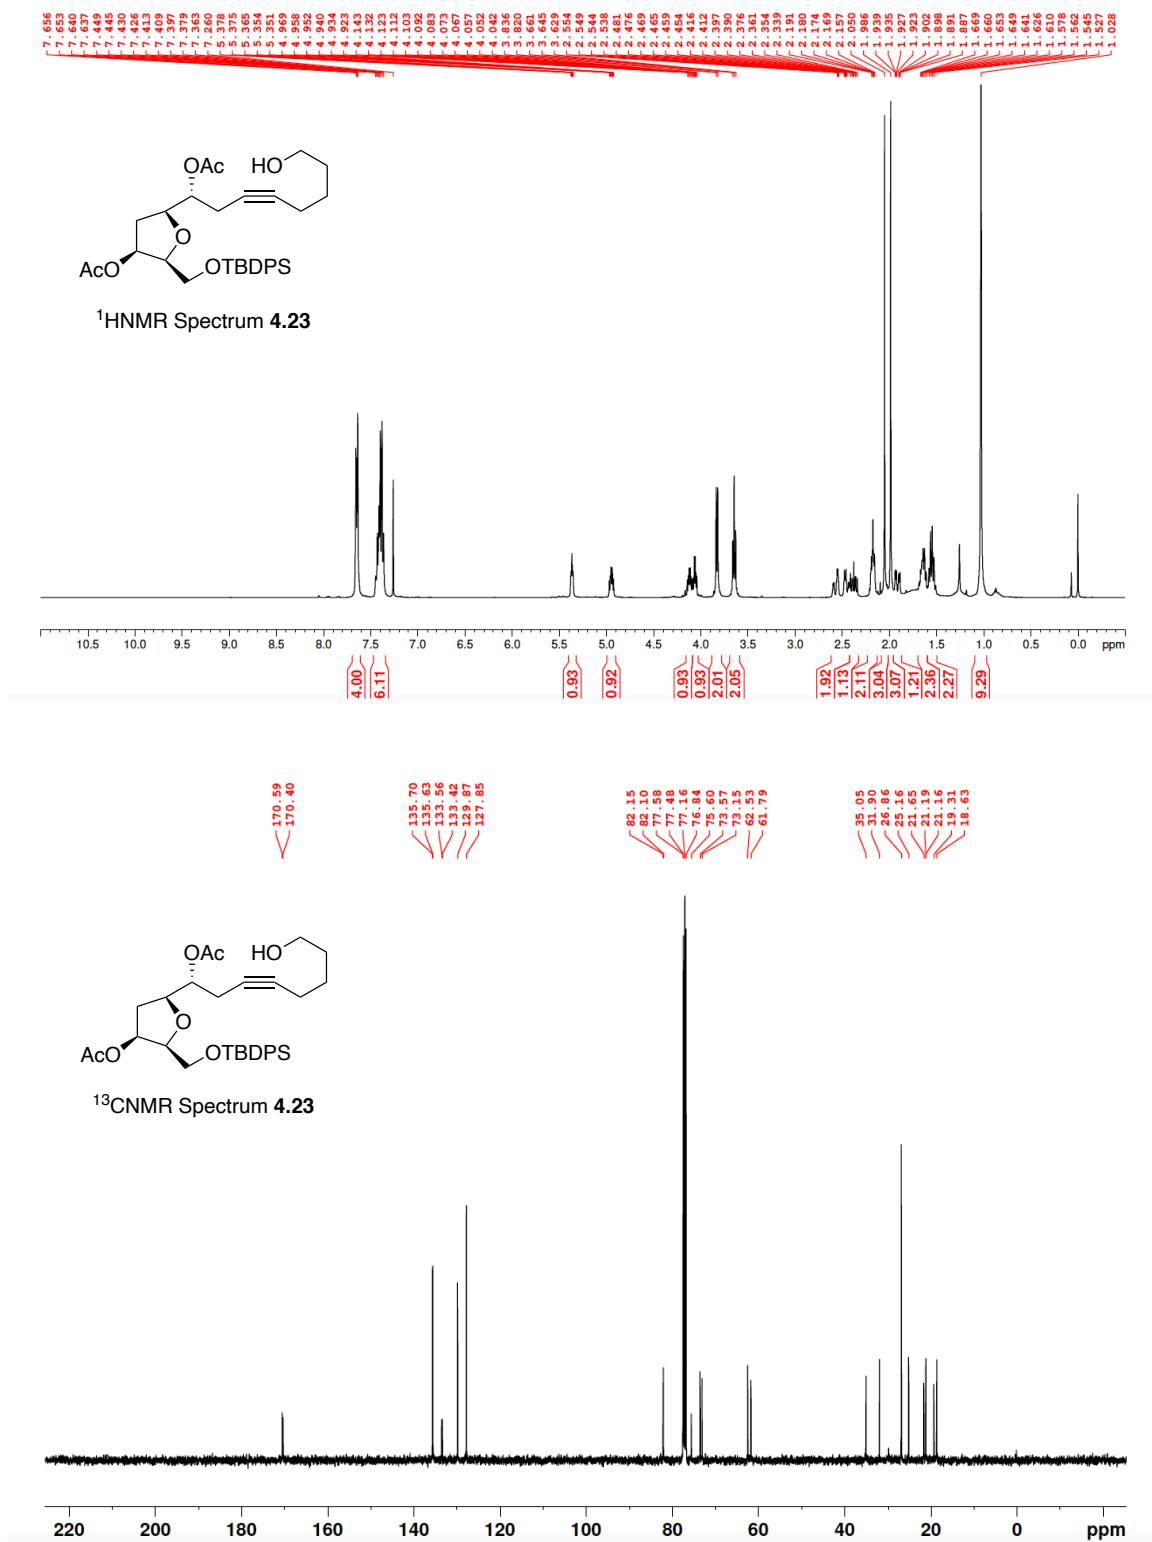 7.656 7.653 7.640 7.637 7.449 7.445 7.430 7.426 7.413 7.409 7.397 7.379 7.363 7.260 5.378 5.375 5.365 5.354 5.351 4.969 4.958 4.952 4.940 4.934 4.923 4.143 4.132 4.123 4.112 4.103 4.092 4.083 4.073 4.067 4.057 4.052 4.042 3.836 3.820 3.661 3.645 3.629 2.554 2.549 2.544 2.538 2.481 2.476 2.469 2.465 2.459 2.454 2.416 2.412 2.397 2.390 2.376 2.361 2.354 2.339 2.191 2.180 2.174 2.169 2.157 2.050 1.986 1.939 1.935 1.927 1.923 1.902 1.898 1.891 1.887 1.669 1.660 1.653 1.649 1.641 1.626 1.610 1.578 1.562 1.545 1.527 1.028
OAc HO
O
AcO OTBDPS
¹HNMR Spectrum 4.23
10.5 10.0 9.5 9.0 8.5 8.0 7.5 7.0 6.5 6.0 5.5 5.0 4.5 4.0 3.5 3.0 2.5 2.0 1.5 1.0 0.5 0.0 ppm
4.00 6.11 0.93 0.92 0.93 0.93 2.01 2.05 1.92 1.13 2.11 3.04 3.07 1.21 2.36 2.27 9.29
170.59 170.40 135.70 135.63 133.56 133.42 129.87 127.85 82.15 82.10 77.58 77.48 77.16 76.84 75.60 73.57 73.15 62.53 61.79 35.05 31.90 26.86 25.16 21.65 21.19 21.16 19.31 18.63
OAc HO
O
AcO OTBDPS
¹³CNMR Spectrum 4.23
220 200 180 160 140 120 100 80 60 40 20 0 ppm